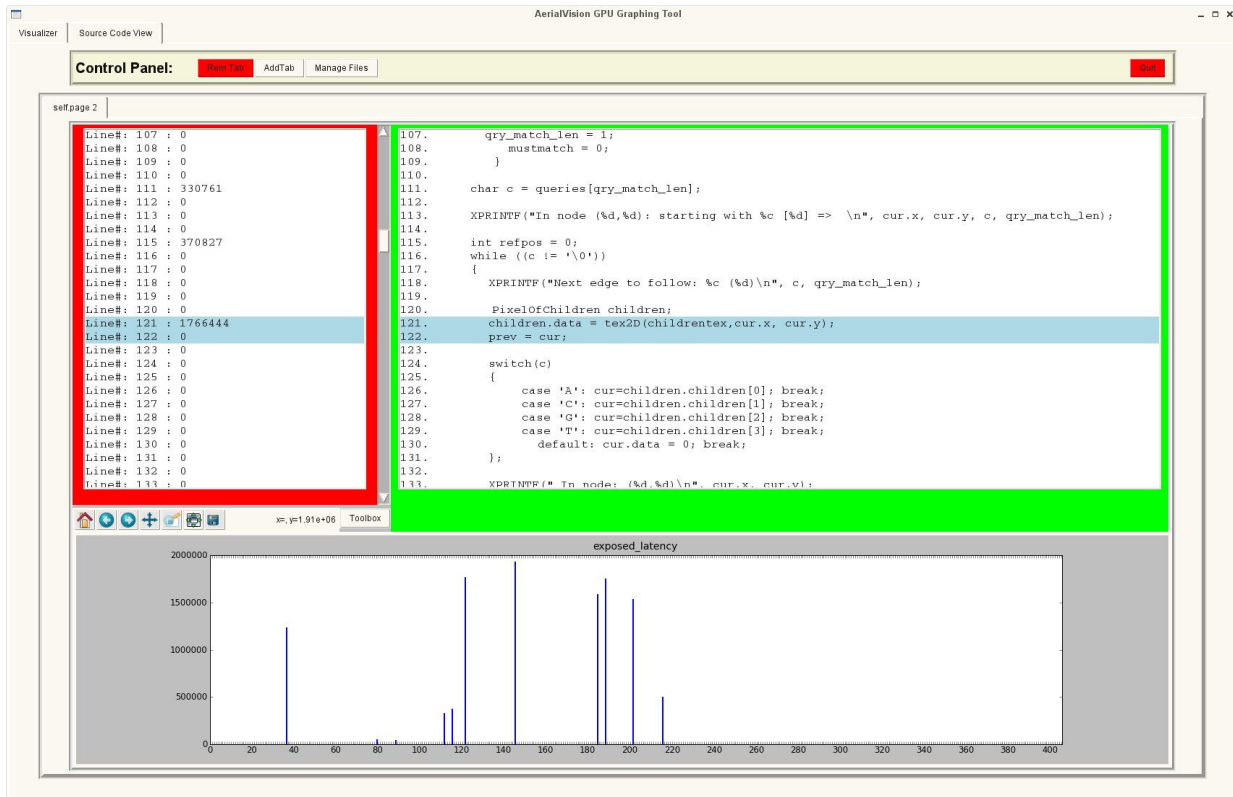 AerialVision GPU Graphing Tool
Visualizer
Source Code View
Control Panel:
Rem Tab
AddTab
Manage Files
Quit
self.page 2
Line#: 107 : 0
Line#: 108 : 0
Line#: 109 : 0
Line#: 110 : 0
Line#: 111 : 330761
Line#: 112 : 0
Line#: 113 : 0
Line#: 114 : 0
Line#: 115 : 370827
Line#: 116 : 0
Line#: 117 : 0
Line#: 118 : 0
Line#: 119 : 0
Line#: 120 : 0
Line#: 121 : 1766444
Line#: 122 : 0
Line#: 123 : 0
Line#: 124 : 0
Line#: 125 : 0
Line#: 126 : 0
Line#: 127 : 0
Line#: 128 : 0
Line#: 129 : 0
Line#: 130 : 0
Line#: 131 : 0
Line#: 132 : 0
Line#: 133 : 0
107. qry_match_len = 1;
108. mustmatch = 0;
109. }
110.
111. char c = queries[qry_match_len];
112.
113. XPRINTF("In node (%d,%d): starting with %c [%d] => \n", cur.x, cur.y, c, qry_match_len);
114.
115. int refpos = 0;
116. while ((c != '\0'))
117. {
118. XPRINTF("Next edge to follow: %c (%d)\n", c, qry_match_len);
119.
120. PixelOfChildren children;
121. children.data = tex2D(childrentex,cur.x, cur.y);
122. prev = cur;
123.
124. switch(c)
125. {
126. case 'A': cur=children.children[0]; break;
127. case 'C': cur=children.children[1]; break;
128. case 'G': cur=children.children[2]; break;
129. case 'T': cur=children.children[3]; break;
130. default: cur.data = 0; break;
131. };
132.
133. XPRINTF(" In node: (%d,%d)\n", cur.x, cur.y);
x=, y=1.91e+06
Toolbox
exposed_latency
2000000
1500000
1000000
500000
0
0 20 40 60 80 100 120 140 160 180 200 220 240 260 280 300 320 340 360 380 400